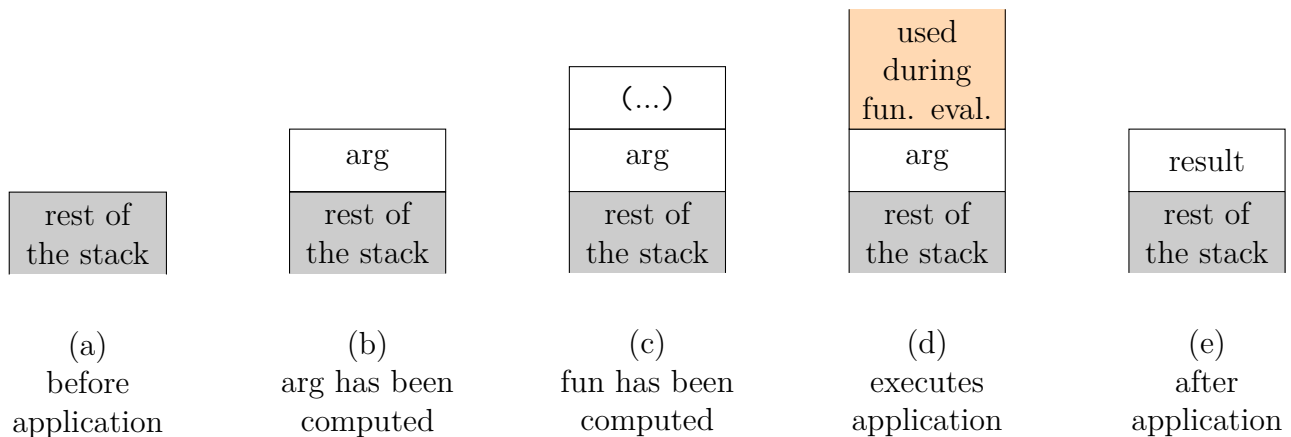 rest of
the stack
(a)
before
application
arg
rest of
the stack
(b)
arg has been
computed
(...)
arg
rest of
the stack
(c)
fun has been
computed
used
during
fun. eval.
arg
rest of
the stack
(d)
executes
application
result
rest of
the stack
(e)
after
application